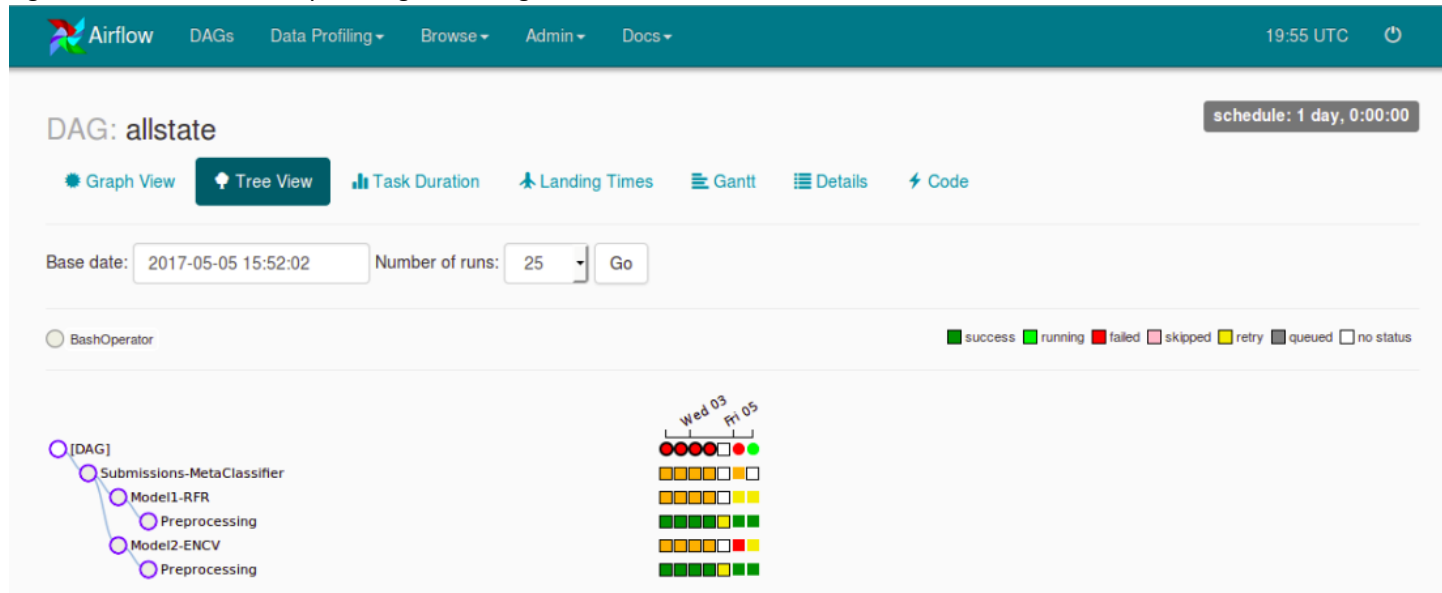 Airflow DAGs Data Profiling Browse Admin Docs 19:55 UTC
schedule: 1 day, 0:00:00
DAG: allstate
Graph View Tree View Task Duration Landing Times Gantt Details Code
Base date: 2017-05-05 15:52:02 Number of runs: 25 Go
BashOperator success running failed skipped retry queued no status
Wed 03 Fri 05
[DAG]
Submissions-MetaClassifier
Model1-RFR
Preprocessing
Model2-ENCV
Preprocessing